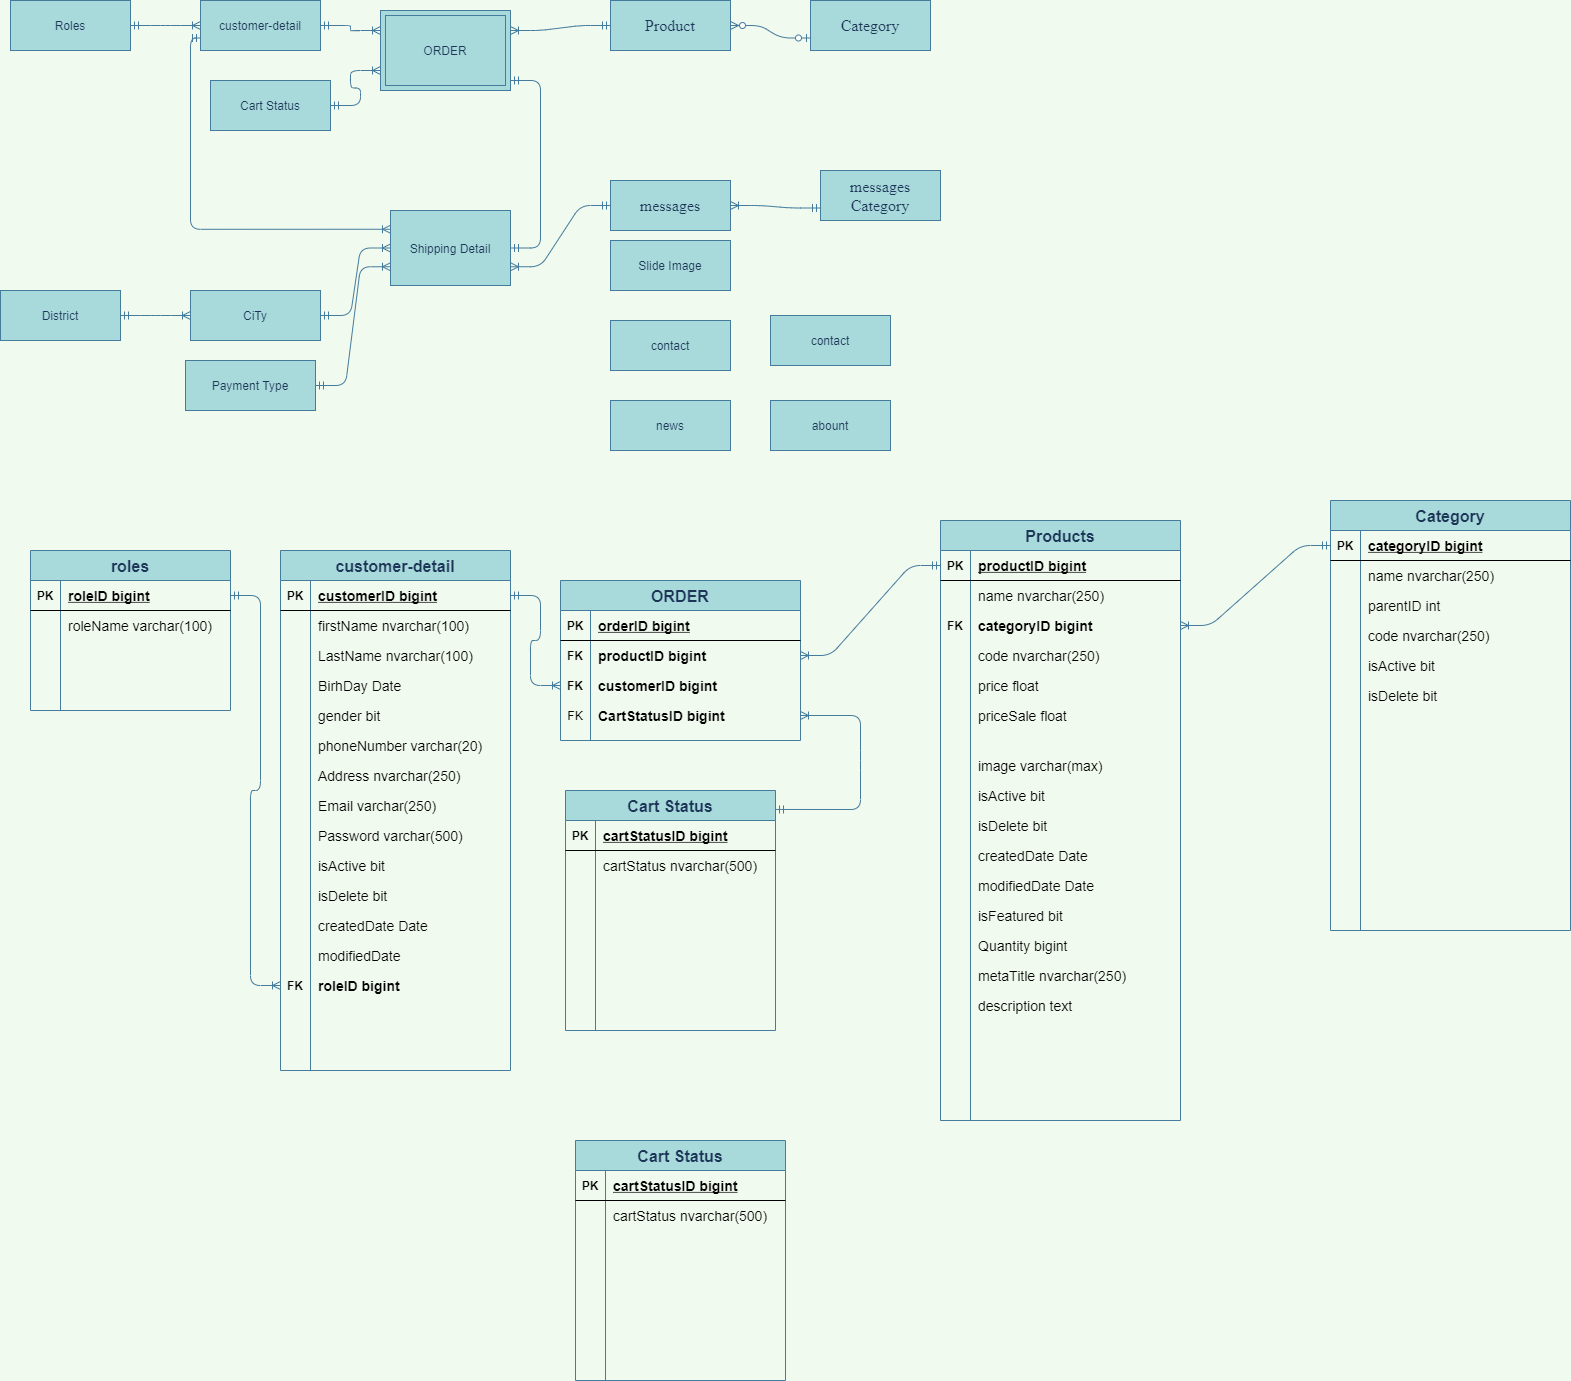 Roles
customer-detail
ORDER
Product
Category
Cart Status
messages
messages
Category
Shipping Detail
Slide Image
District
CiTy
contact
contact
Payment Type
news
abount
roles
PK roleID bigint
roleName varchar(100)
customer-detail
PK customerID bigint
firstName nvarchar(100)
LastName nvarchar(100)
BirhDay Date
gender bit
phoneNumber varchar(20)
Address nvarchar(250)
Email varchar(250)
Password varchar(500)
isActive bit
isDelete bit
createdDate Date
modifiedDate
FK roleID bigint
ORDER
PK orderID bigint
FK productID bigint
FK customerID bigint
FK CartStatusID bigint
Cart Status
PK cartStatusID bigint
cartStatus nvarchar(500)
Products
PK productID bigint
name nvarchar(250)
FK categoryID bigint
code nvarchar(250)
price float
priceSale float
image varchar(max)
isActive bit
isDelete bit
createdDate Date
modifiedDate Date
isFeatured bit
Quantity bigint
metaTitle nvarchar(250)
description text
Category
PK categoryID bigint
name nvarchar(250)
parentID int
code nvarchar(250)
isActive bit
isDelete bit
Cart Status
PK cartStatusID bigint
cartStatus nvarchar(500)